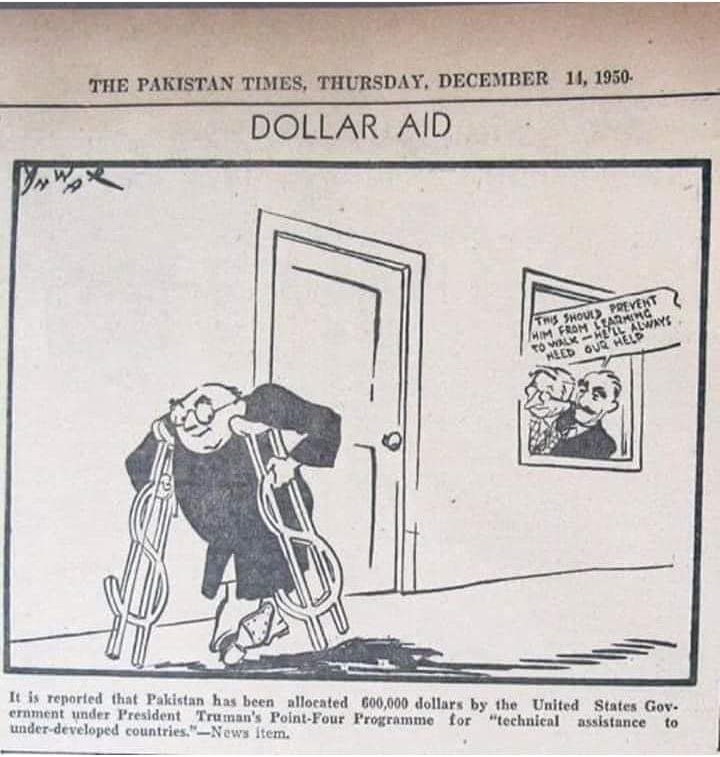 THE PAKISTAN TIMES, THURSDAY, DECEMBER 14, 1950.
DOLLAR AID
Anwar
THIS SHOULD PREVENT
HIM FROM LEARNING
TO WALK — HE'LL ALWAYS
NEED OUR HELP
It is reported that Pakistan has been allocated 600,000 dollars by the United States Gov-
ernment under President Truman's Point-Four Programme for "technical assistance to
under-developed countries."—News item.